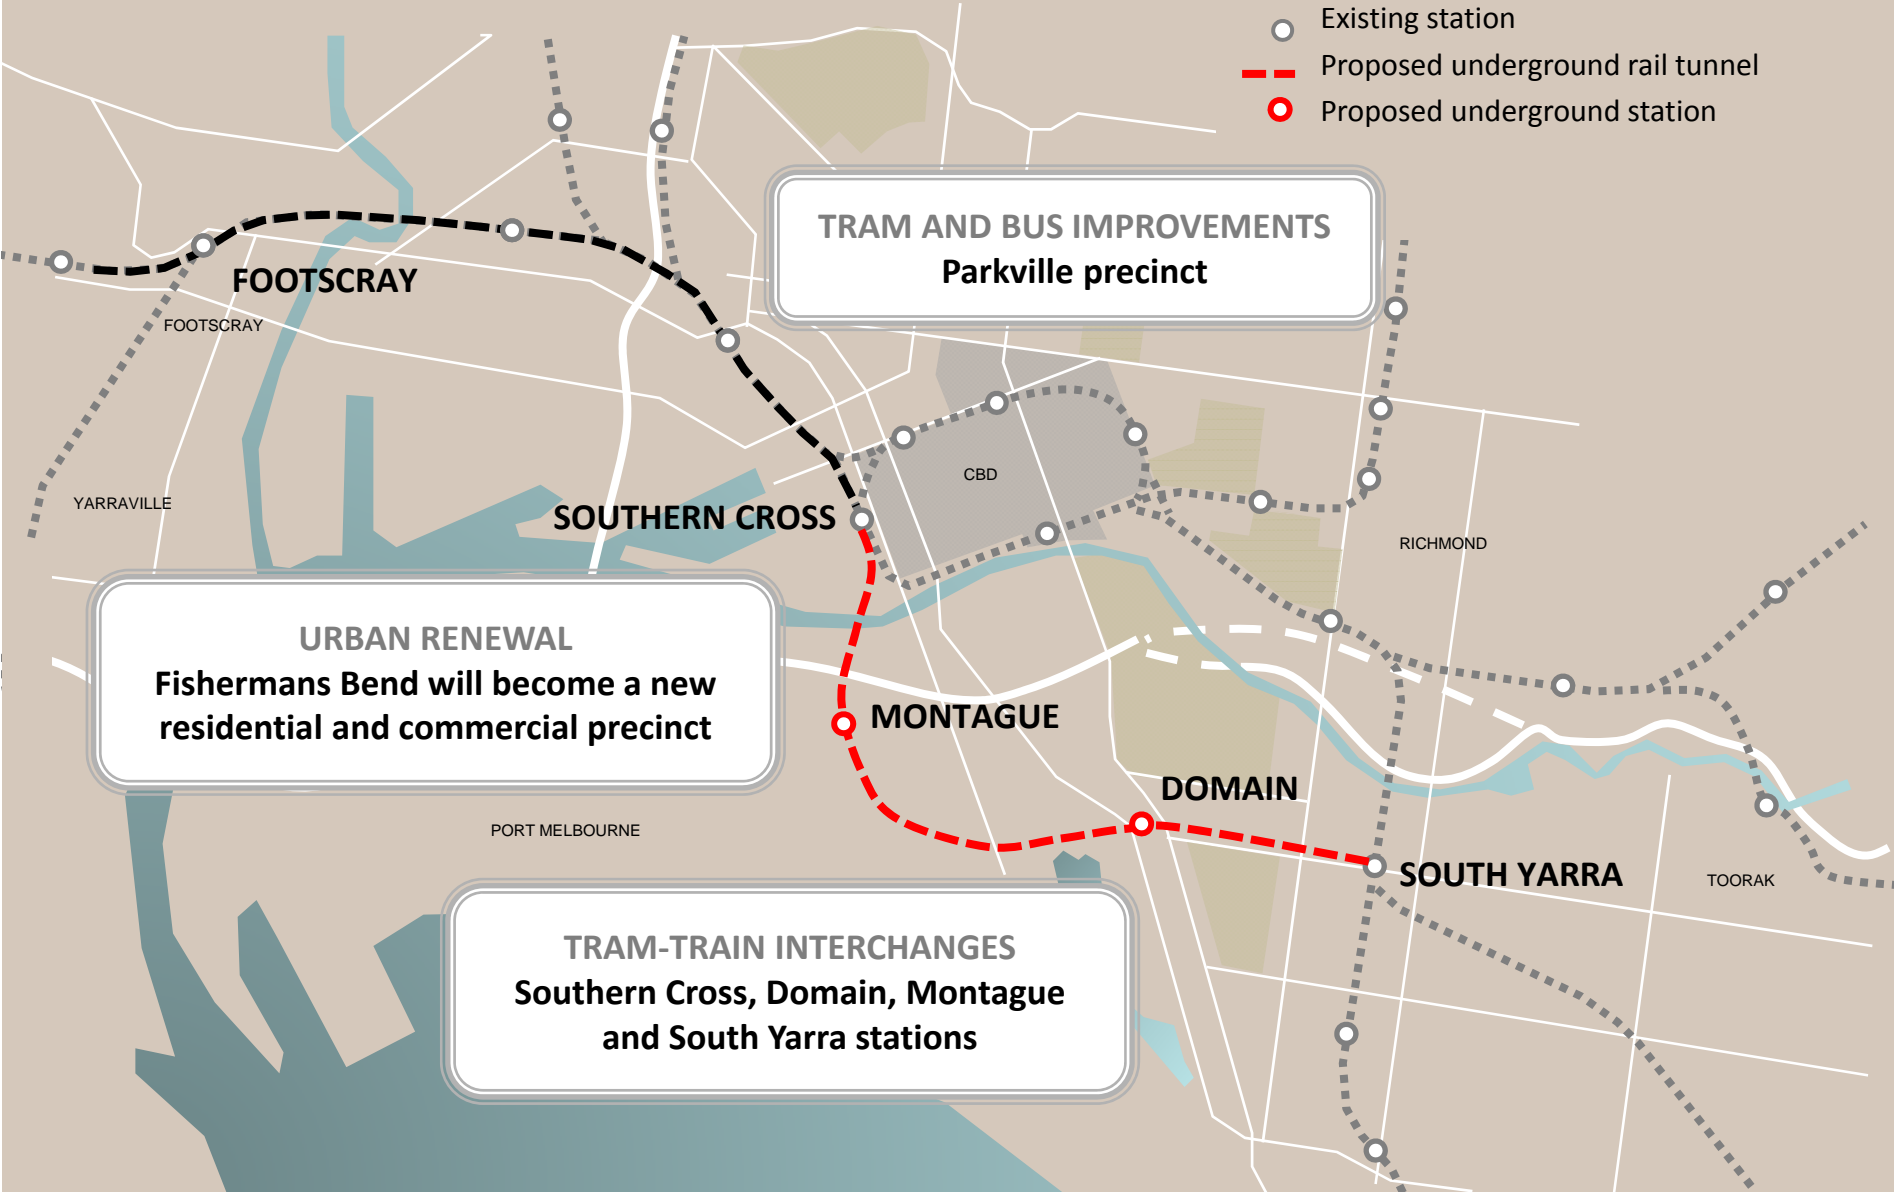 Existing station
Proposed underground rail tunnel
Proposed underground station
TRAM AND BUS IMPROVEMENTS
Parkville precinct
FOOTSCRAY
FOOTSCRAY
YARRAVILLE
SOUTHERN CROSS
CBD
RICHMOND
URBAN RENEWAL
Fishermans Bend will become a new
residential and commercial precinct
MONTAGUE
DOMAIN
PORT MELBOURNE
SOUTH YARRA
TOORAK
TRAM-TRAIN INTERCHANGES
Southern Cross, Domain, Montague
and South Yarra stations